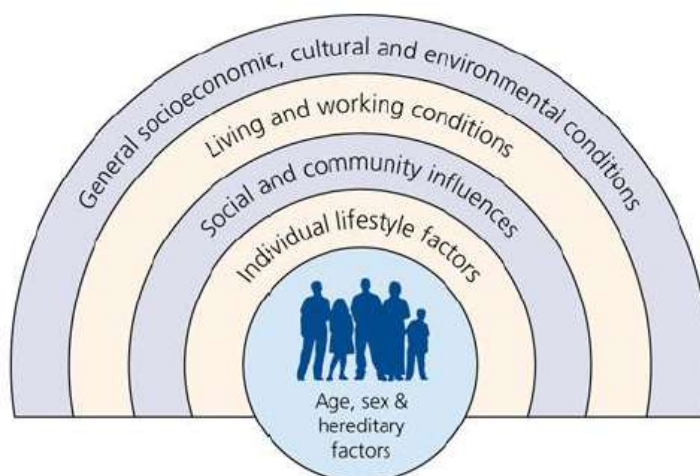 General socioeconomic, cultural and environmental conditions
Living and working conditions
Social and community influences
Individual lifestyle factors
Age, sex &
hereditary
factors